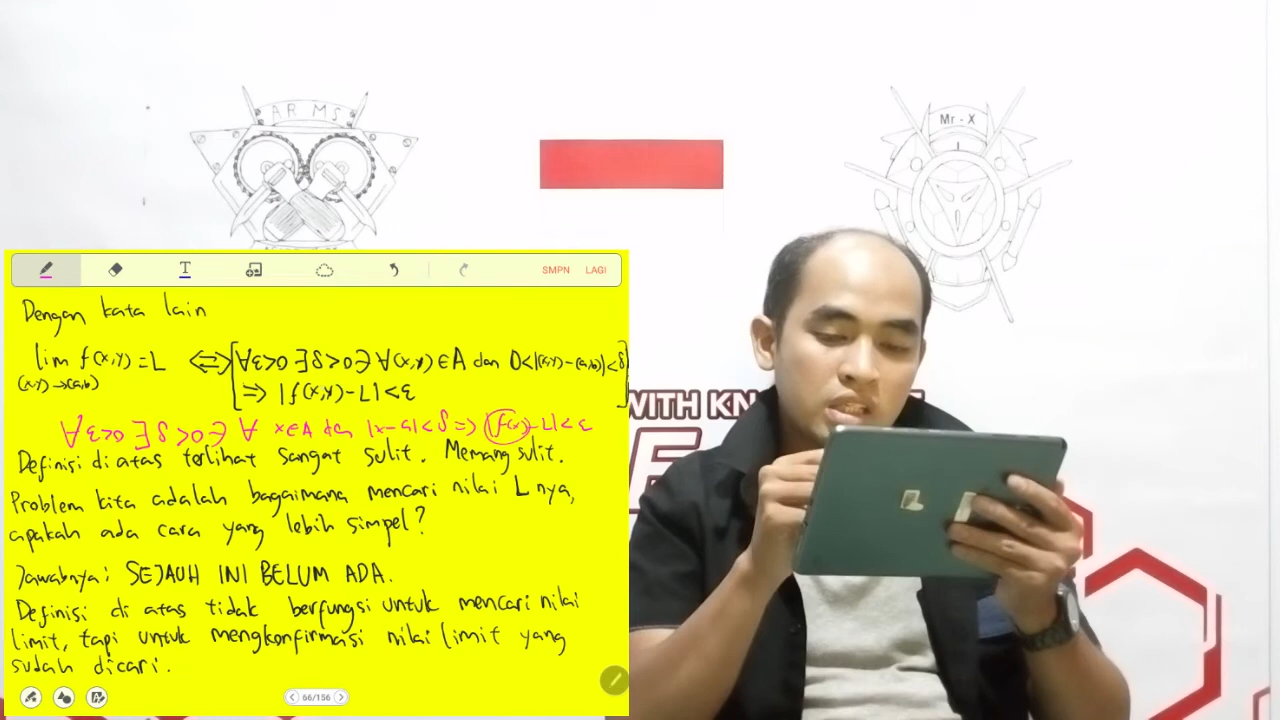 AR MS
Mr - X
SMPN LAGI
Dengan kata lain
lim f(x,y) = L ⟺ [∀ε>0 ∃δ>0 ∋ ∀(x,y) ∈ A dan 0<|(x,y)-(a,b)|<δ
(x,y)→(a,b)
⟹ |f(x,y)-L|<ε ]
∀ε>0 ∃δ>0 ∋ ∀ x∈A dan |x-a|<δ ⟹ |f(x)-L|<ε
Definisi di atas terlihat sangat sulit. Memang sulit.
Problem kita adalah bagaimana mencari nilai L nya,
apakah ada cara yang lebih simpel?
Jawabnya: SEJAUH INI BELUM ADA.
Definisi di atas tidak berfungsi untuk mencari nilai
limit, tapi untuk mengkonfirmasi nilai limit yang
sudah dicari.
66/156
WITH